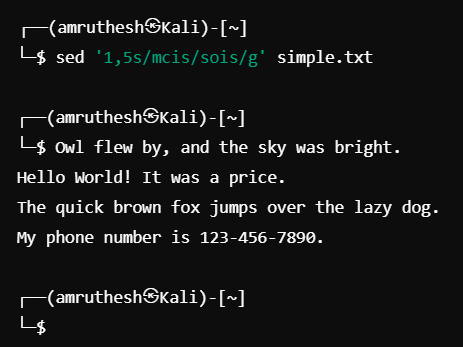 ┌──(amruthesh㉿Kali)-[~]
└─$ sed '1,5s/mcis/sois/g' simple.txt
┌──(amruthesh㉿Kali)-[~]
└─$ Owl flew by, and the sky was bright.
Hello World! It was a price.
The quick brown fox jumps over the lazy dog.
My phone number is 123-456-7890.
┌──(amruthesh㉿Kali)-[~]
└─$